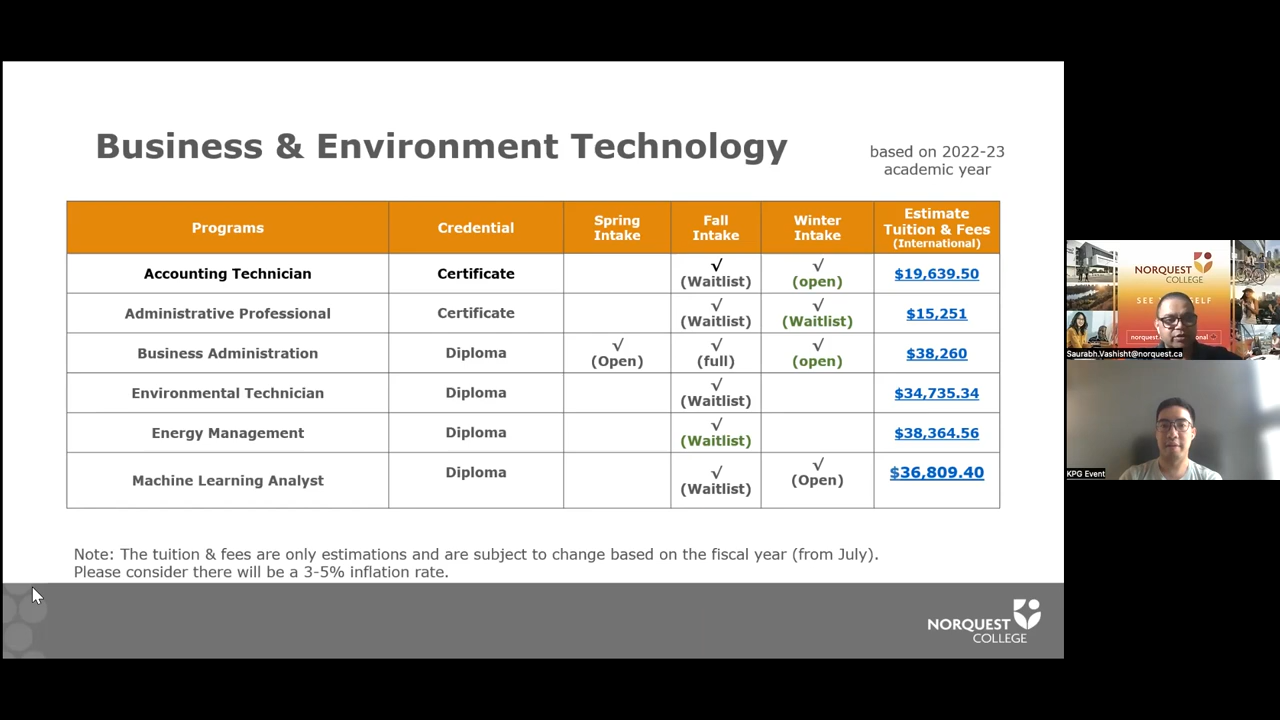 Business & Environment Technology
based on 2022-23
academic year
Programs
Credential
Spring
Intake
Fall
Intake
Winter
Intake
Estimate
Tuition & Fees
(International)
Accounting Technician
Certificate
√
(Waitlist)
√
(open)
$19,639.50
Administrative Professional
Certificate
√
(Waitlist)
√
(Waitlist)
$15,251
Business Administration
Diploma
√
(Open)
√
(full)
√
(open)
$38,260
Environmental Technician
Diploma
√
(Waitlist)
$34,735.34
Energy Management
Diploma
√
(Waitlist)
$38,364.56
Machine Learning Analyst
Diploma
√
(Waitlist)
√
(Open)
$36,809.40
Note: The tuition & fees are only estimations and are subject to change based on the fiscal year (from July).
Please consider there will be a 3-5% inflation rate.
NORQUEST
COLLEGE
NORQUEST
COLLEGE
Saurabh.Vashisht@norquest.ca
KPG Event